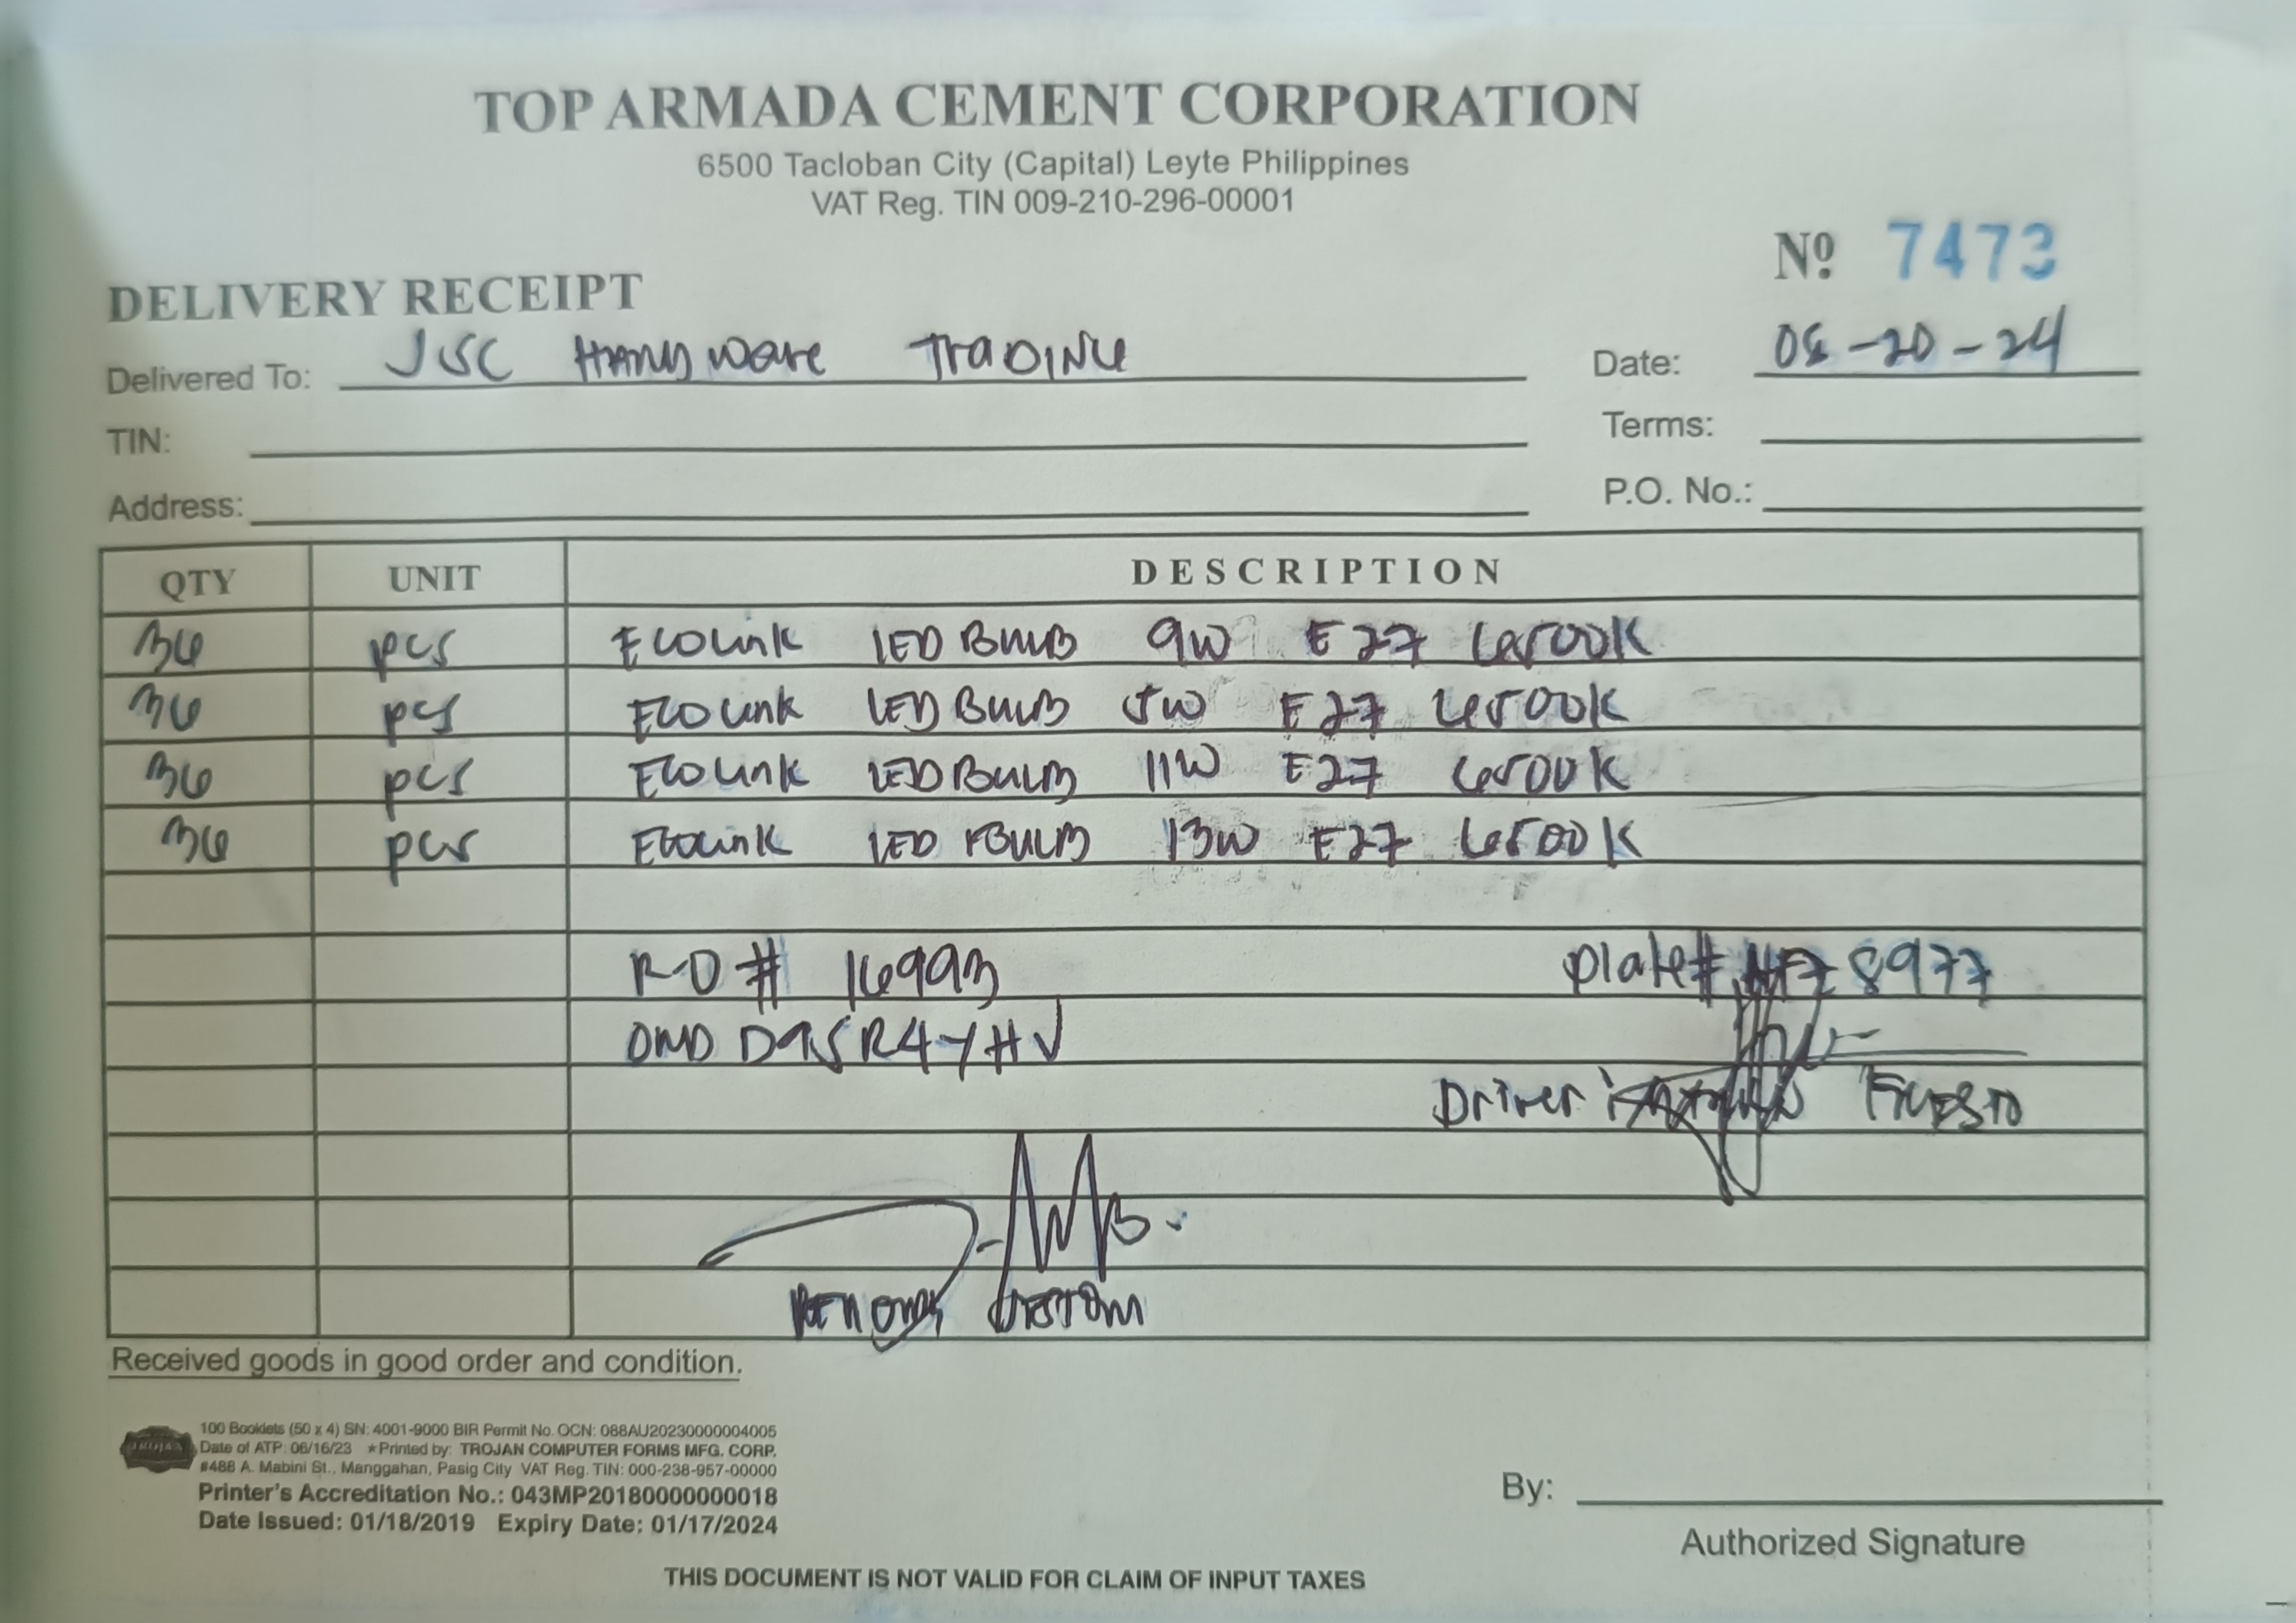 TOP ARMADA CEMENT CORPORATION
6500 Tacloban City (Capital) Leyte Philippines
VAT Reg. TIN 009-210-296-00001
Nº 7473
DELIVERY RECEIPT
Delivered To: JSC Hardware Trading Date: 08-20-24
TIN: Terms:
Address: P.O. No.:
QTY UNIT DESCRIPTION
36 pcs Ecolink LED Bulb 9W E27 6500K
36 pcs Ecolink LED Bulb 5W E27 6500K
36 pcs Ecolink LED Bulb 11W E27 6500K
36 pcs Ecolink LED Bulb 13W E27 6500K
RO# 16993 Plate# 8977
OMD D95R4YHV
Driver
Received goods in good order and condition.
TROJAN
100 Booklets (50 x 4) SN: 4001-9000 BIR Permit No. OCN: 088AU20230000004005
Date of ATP: 06/16/23 ★Printed by: TROJAN COMPUTER FORMS MFG. CORP.
#488 A. Mabini St., Manggahan, Pasig City VAT Reg. TIN: 000-238-957-00000
Printer's Accreditation No.: 043MP20180000000018
Date Issued: 01/18/2019 Expiry Date: 01/17/2024
By:
Authorized Signature
THIS DOCUMENT IS NOT VALID FOR CLAIM OF INPUT TAXES